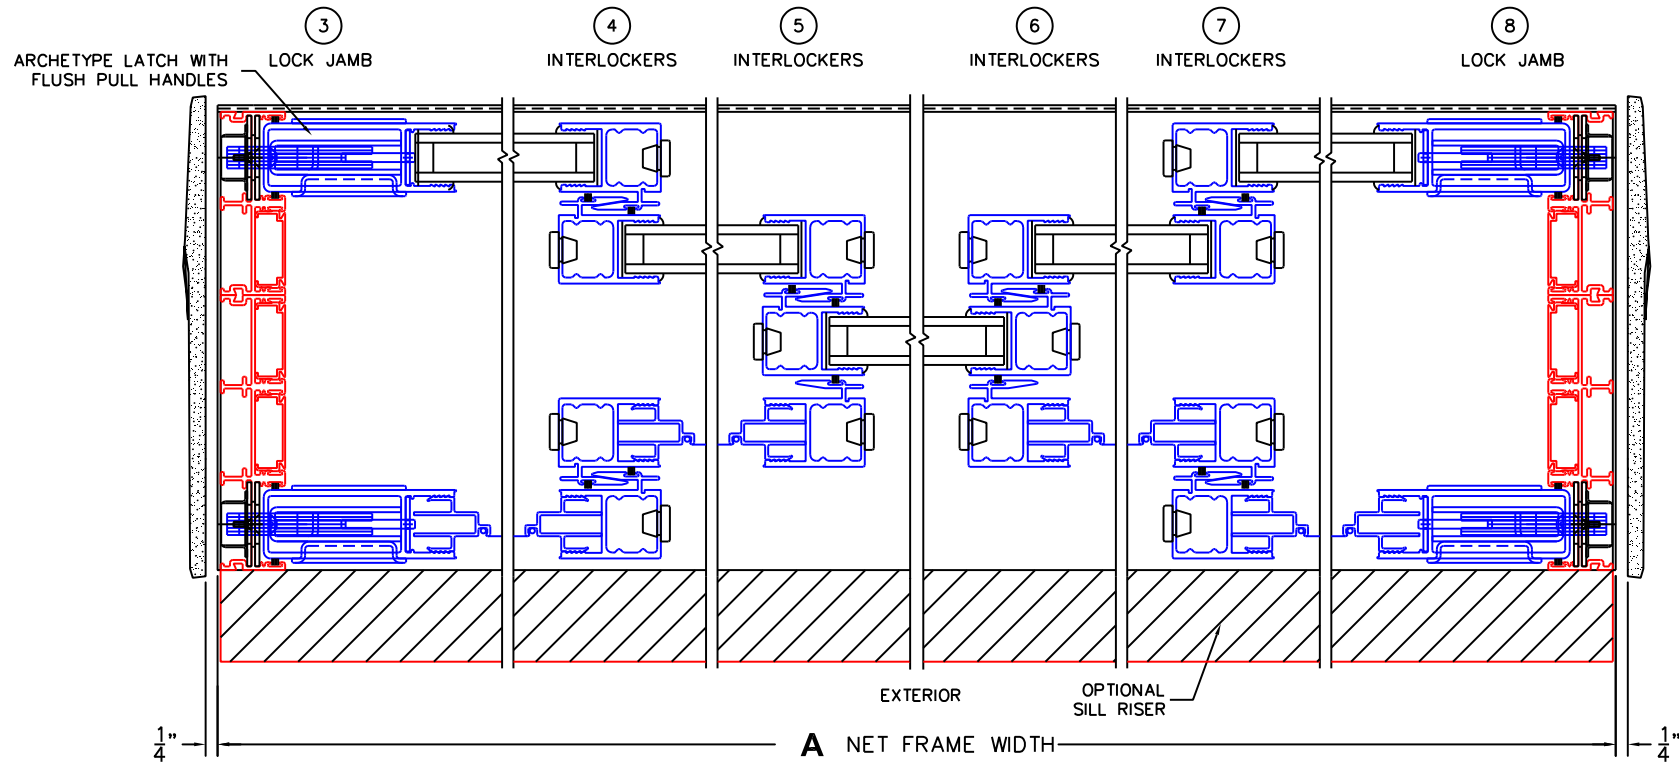 3
4
5
6
7
8
ARCHETYPE LATCH WITH
FLUSH PULL HANDLES
LOCK JAMB
INTERLOCKERS
INTERLOCKERS
INTERLOCKERS
INTERLOCKERS
LOCK JAMB
EXTERIOR
OPTIONAL
SILL RISER
1/4"
A NET FRAME WIDTH
1/4"